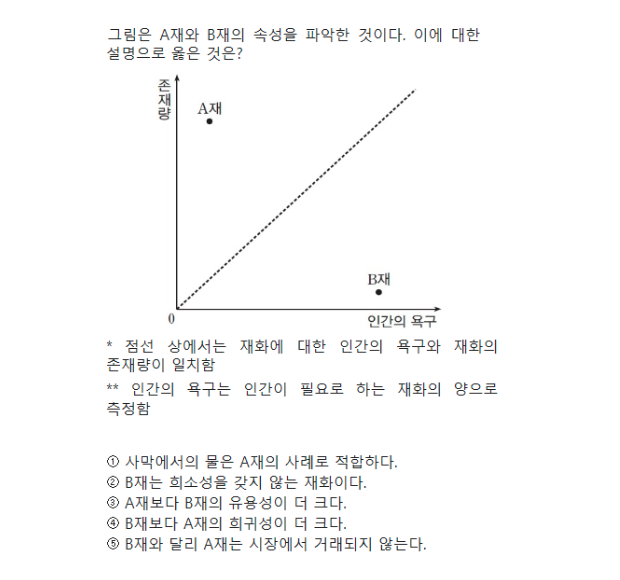 그림은 A재와 B재의 속성을 파악한 것이다. 이에 대한
설명으로 옳은 것은?
존재량
A재
B재
0
인간의 욕구
* 점선 상에서는 재화에 대한 인간의 욕구와 재화의
존재량이 일치함
** 인간의 욕구는 인간이 필요로 하는 재화의 양으로
측정함
① 사막에서의 물은 A재의 사례로 적합하다.
② B재는 희소성을 갖지 않는 재화이다.
③ A재보다 B재의 유용성이 더 크다.
④ B재보다 A재의 희귀성이 더 크다.
⑤ B재와 달리 A재는 시장에서 거래되지 않는다.